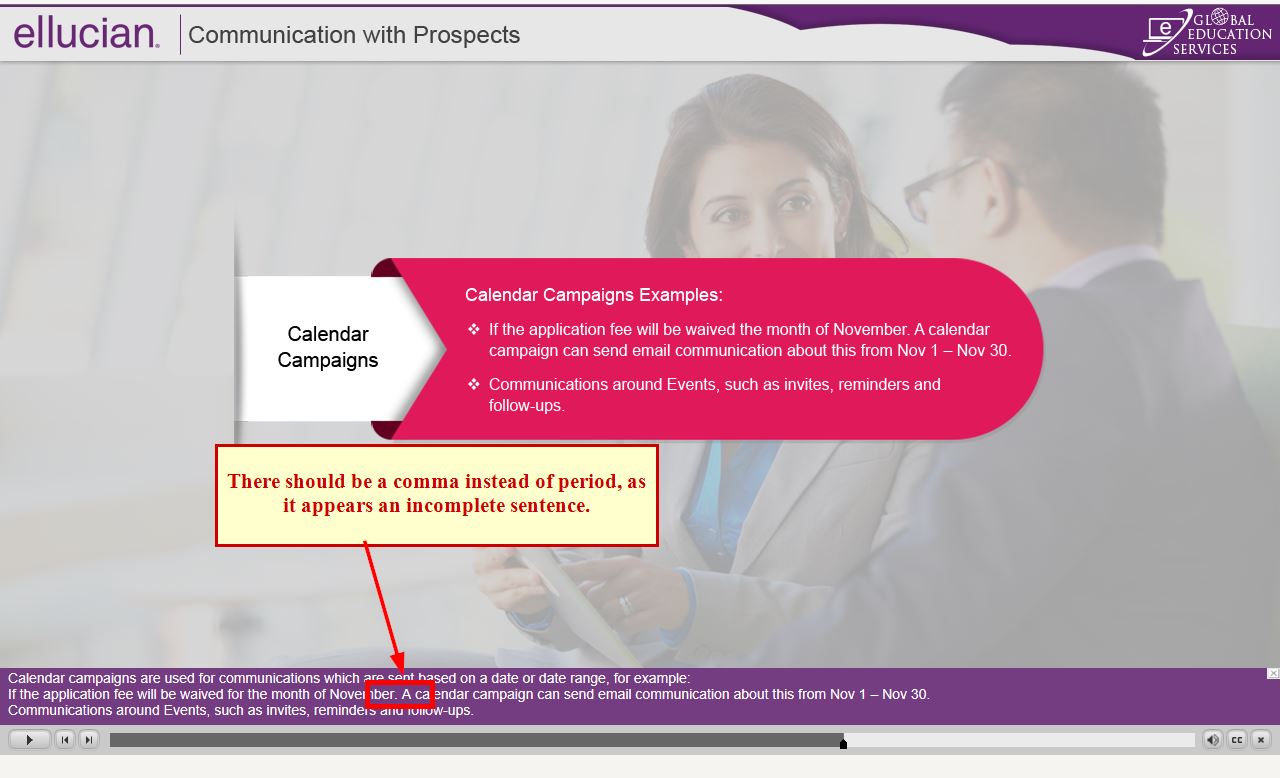 ellucian. Communication with Prospects
GLOBAL
EDUCATION
SERVICES
Calendar
Campaigns
Calendar Campaigns Examples:
❖ If the application fee will be waived the month of November. A calendar
campaign can send email communication about this from Nov 1 – Nov 30.
❖ Communications around Events, such as invites, reminders and
follow-ups.
There should be a comma instead of period, as
it appears an incomplete sentence.
Calendar campaigns are used for communications which are sent based on a date or date range, for example:
If the application fee will be waived for the month of November. A calendar campaign can send email communication about this from Nov 1 – Nov 30.
Communications around Events, such as invites, reminders and follow-ups.
CC